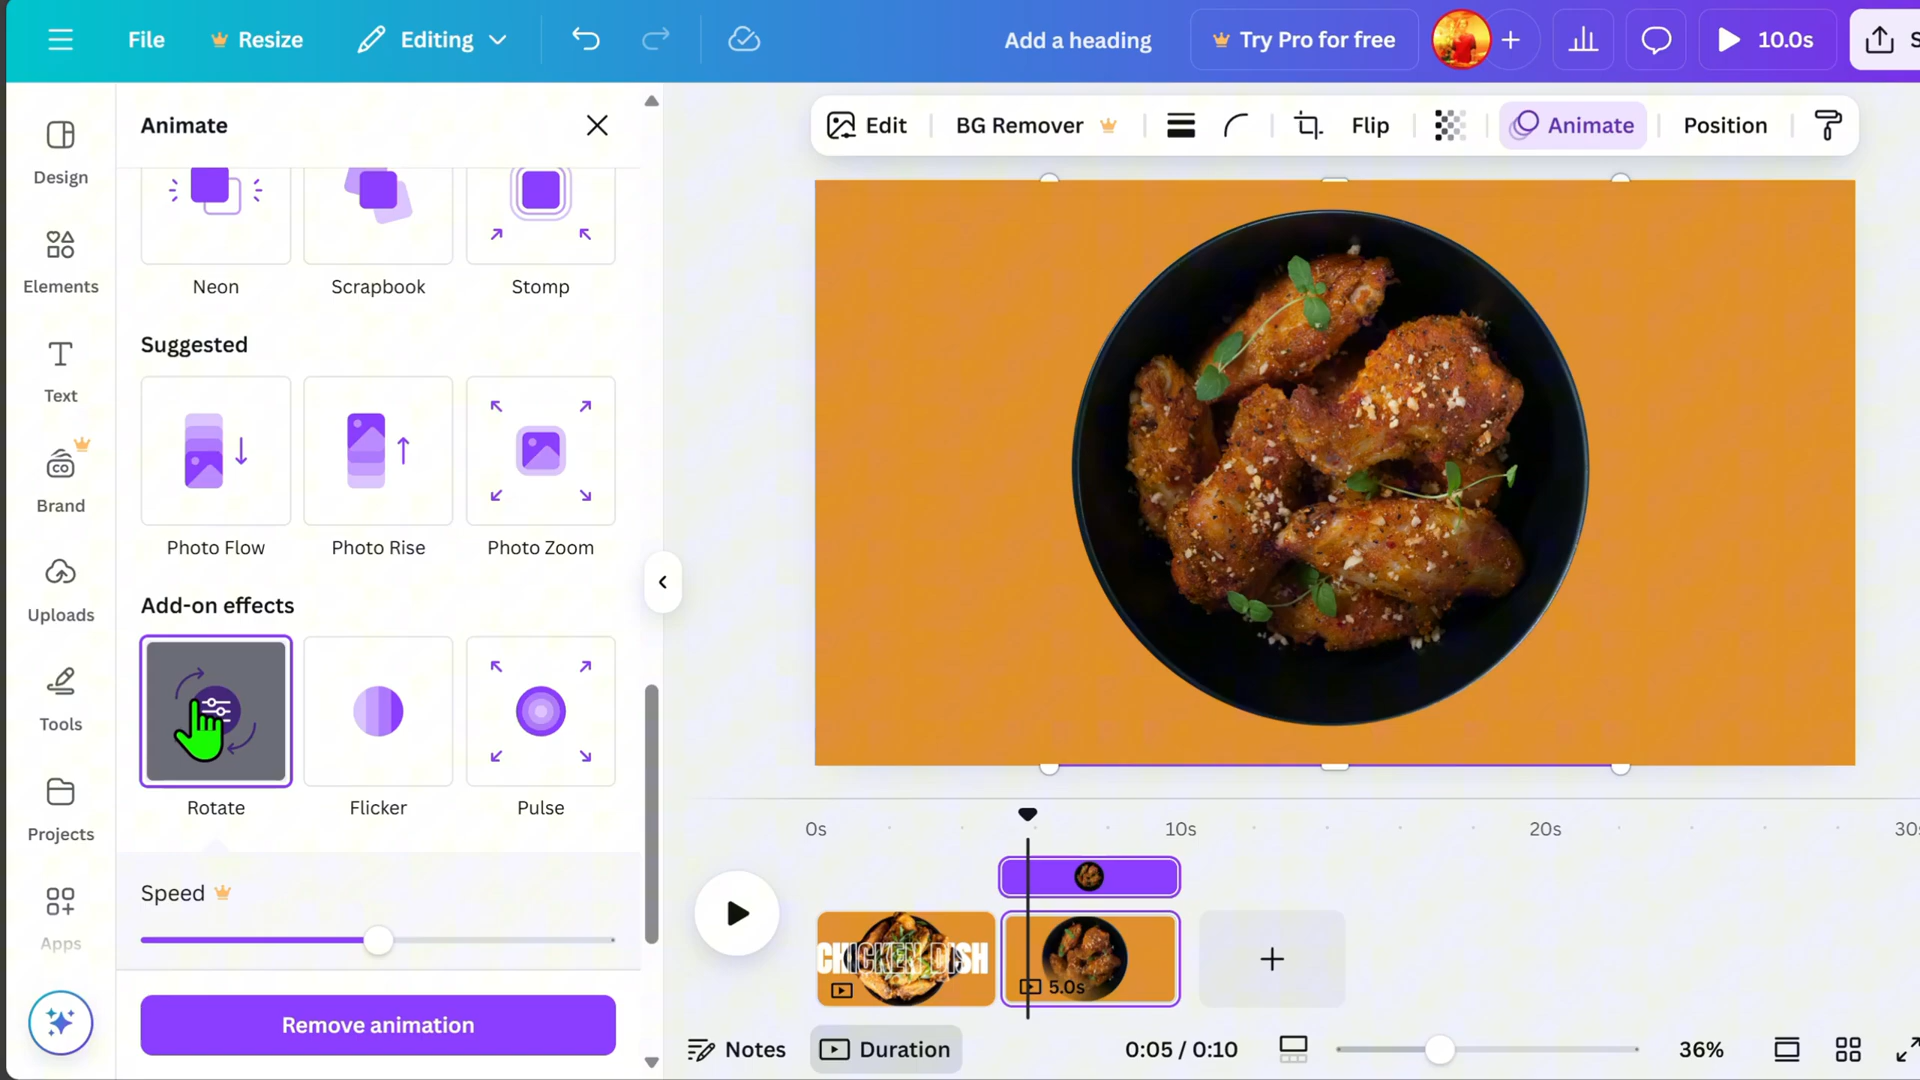 File
Resize
Editing
Add a heading
Try Pro for free
10.0s
Design
Elements
Text
Brand
Uploads
Tools
Projects
Apps
Animate
Neon
Scrapbook
Stomp
Suggested
Photo Flow
Photo Rise
Photo Zoom
Add-on effects
Rotate
Flicker
Pulse
Speed
Remove animation
Edit
BG Remover
Flip
Animate
Position
0s
10s
20s
CHICKEN DISH
5.0s
Notes
Duration
0:05 / 0:10
36%